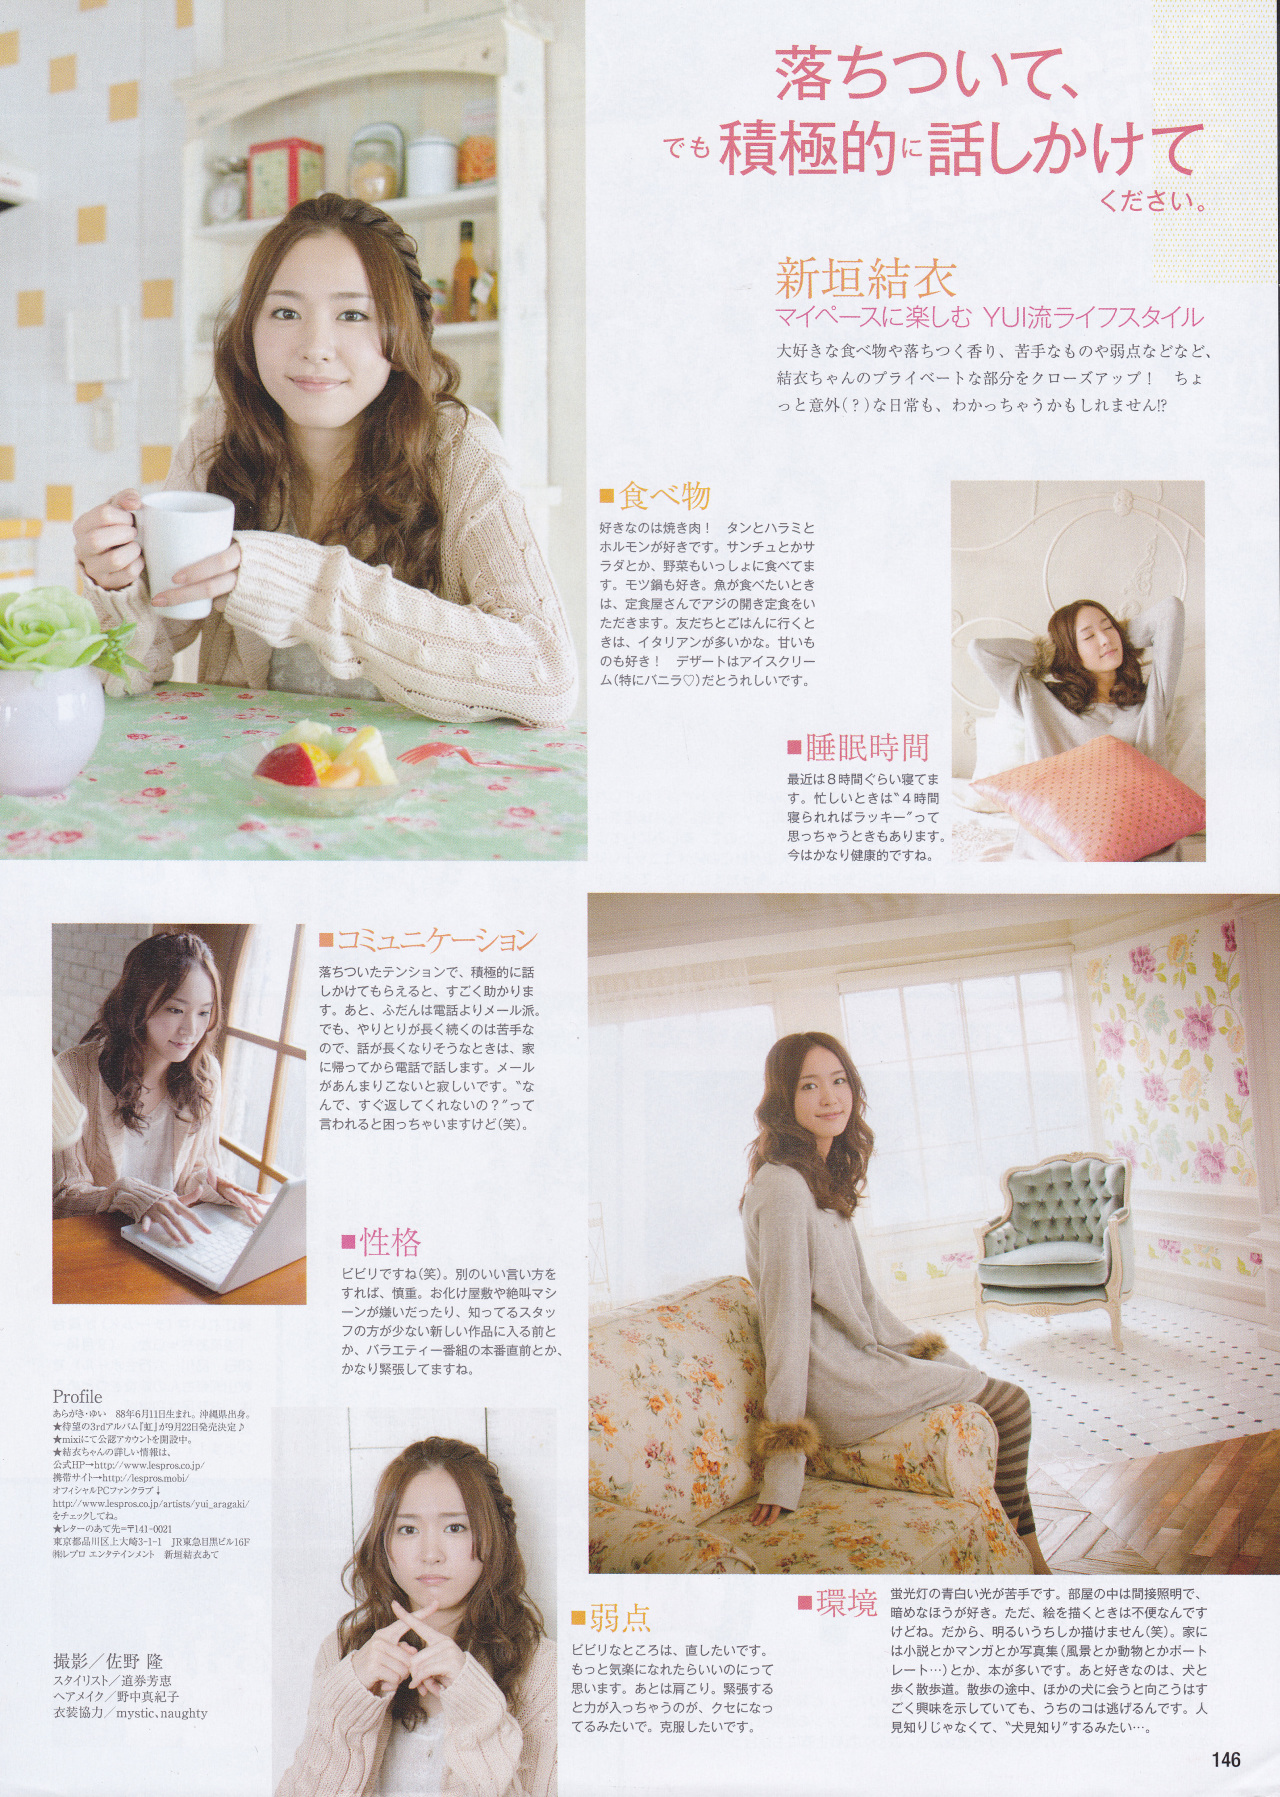 落ちついて、
でも積極的に話しかけて
ください。
新垣結衣
マイペースに楽しむ YUI流ライフスタイル
大好きな食べ物や落ちつく香り、苦手なものや弱点などなど、
結衣ちゃんのプライベートな部分をクローズアップ！　ちょ
っと意外（？）な日常も、わかっちゃうかもしれません!?
■食べ物
好きなのは焼き肉！　タンとハラミと
ホルモンが好きです。サンチュとかサ
ラダとか、野菜もいっしょに食べてま
す。モツ鍋も好き。魚が食べたいとき
は、定食屋さんでアジの開き定食をい
ただきます。友だちとごはんに行くと
きは、イタリアンが多いかな。甘いも
のも好き！　デザートはアイスクリー
ム（特にバニラ♡）だとうれしいです。
■睡眠時間
最近は８時間ぐらい寝てま
す。忙しいときは〝４時間
寝られればラッキー〟って
思っちゃうときもあります。
今はかなり健康的ですね。
■コミュニケーション
落ちついたテンションで、積極的に話
しかけてもらえると、すごく助かりま
す。あと、ふだんは電話よりメール派。
でも、やりとりが長く続くのは苦手な
ので、話が長くなりそうなときは、家
に帰ってから電話で話します。メール
があんまりこないと寂しいです。〝な
んで、すぐ返してくれないの？〟って
言われると困っちゃいますけど（笑）。
■性格
ビビリですね（笑）。別のいい言い方を
すれば、慎重。お化け屋敷や絶叫マシ
ーンが嫌いだったり、知ってるスタッ
フの方が少ない新しい作品に入る前と
か、バラエティー番組の本番直前とか、
かなり緊張してますね。
Profile
あらがき・ゆい　88年6月11日生まれ。沖縄県出身。
★待望の3rdアルバム『虹』が9月22日発売決定♪
★mixiにて公認アカウントを開設中。
★結衣ちゃんの詳しい情報は、
公式HP→http://www.lespros.co.jp/
携帯サイト→http://lespros.mobi/
オフィシャルPCファンクラブ↓
http://www.lespros.co.jp/artists/yui_aragaki/
をチェックしてね。
★レターのあて先＝〒141-0021
東京都品川区上大崎3-1-1　JR東急目黒ビル16F
㈱レプロ エンタテインメント　新垣結衣あて
撮影／佐野 隆
スタイリスト／道券芳恵
ヘアメイク／野中真紀子
衣装協力／mystic、naughty
■弱点
ビビリなところは、直したいです。
もっと気楽になれたらいいのにって
思います。あとは肩こり。緊張する
と力が入っちゃうのが、クセになっ
てるみたいで。克服したいです。
■環境
蛍光灯の青白い光が苦手です。部屋の中は間接照明で、
暗めなほうが好き。ただ、絵を描くときは不便なんです
けどね。だから、明るいうちしか描けません（笑）。家に
は小説とかマンガとか写真集（風景とか動物とかポート
レート…）とか、本が多いです。あと好きなのは、犬と
歩く散歩道。散歩の途中、ほかの犬に会うと向こうはす
ごく興味を示していても、うちのコは逃げるんです。人
見知りじゃなくて、〝犬見知り〟するみたい…。
146